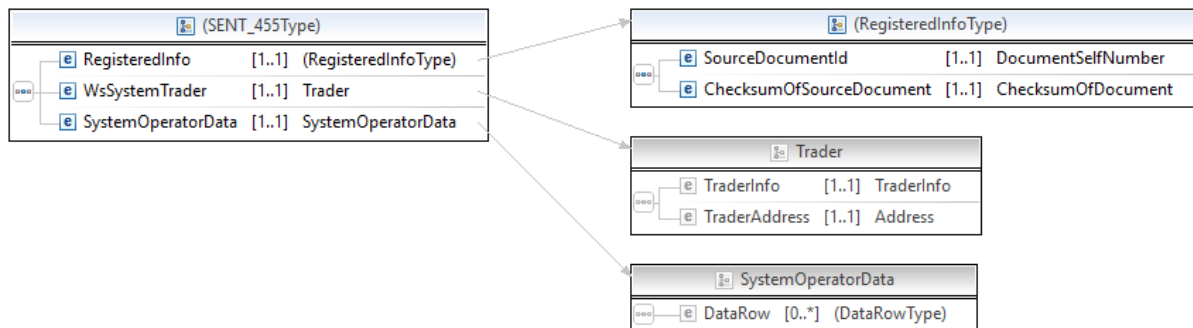 (SENT_455Type)
e RegisteredInfo [1..1] (RegisteredInfoType)
e WsSystemTrader [1..1] Trader
e SystemOperatorData [1..1] SystemOperatorData
(RegisteredInfoType)
e SourceDocumentId [1..1] DocumentSelfNumber
e ChecksumOfSourceDocument [1..1] ChecksumOfDocument
Trader
e TraderInfo [1..1] TraderInfo
e TraderAddress [1..1] Address
SystemOperatorData
e DataRow [0..*] (DataRowType)